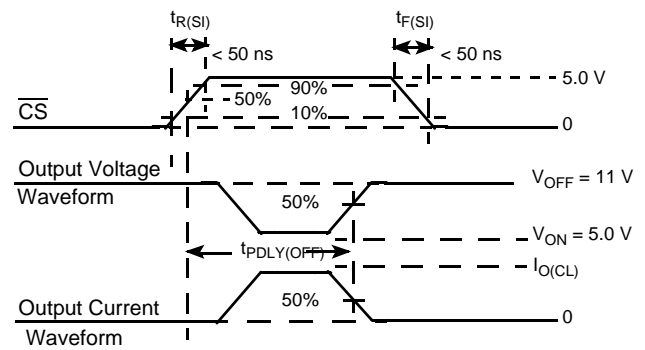 tR(SI)
tF(SI)
< 50 ns
< 50 ns
90%
5.0 V
50%
CS
10%
0
Output Voltage
Waveform
VOFF = 11 V
50%
VON = 5.0 V
tPDLY(OFF)
IO(CL)
Output Current
Waveform
50%
0